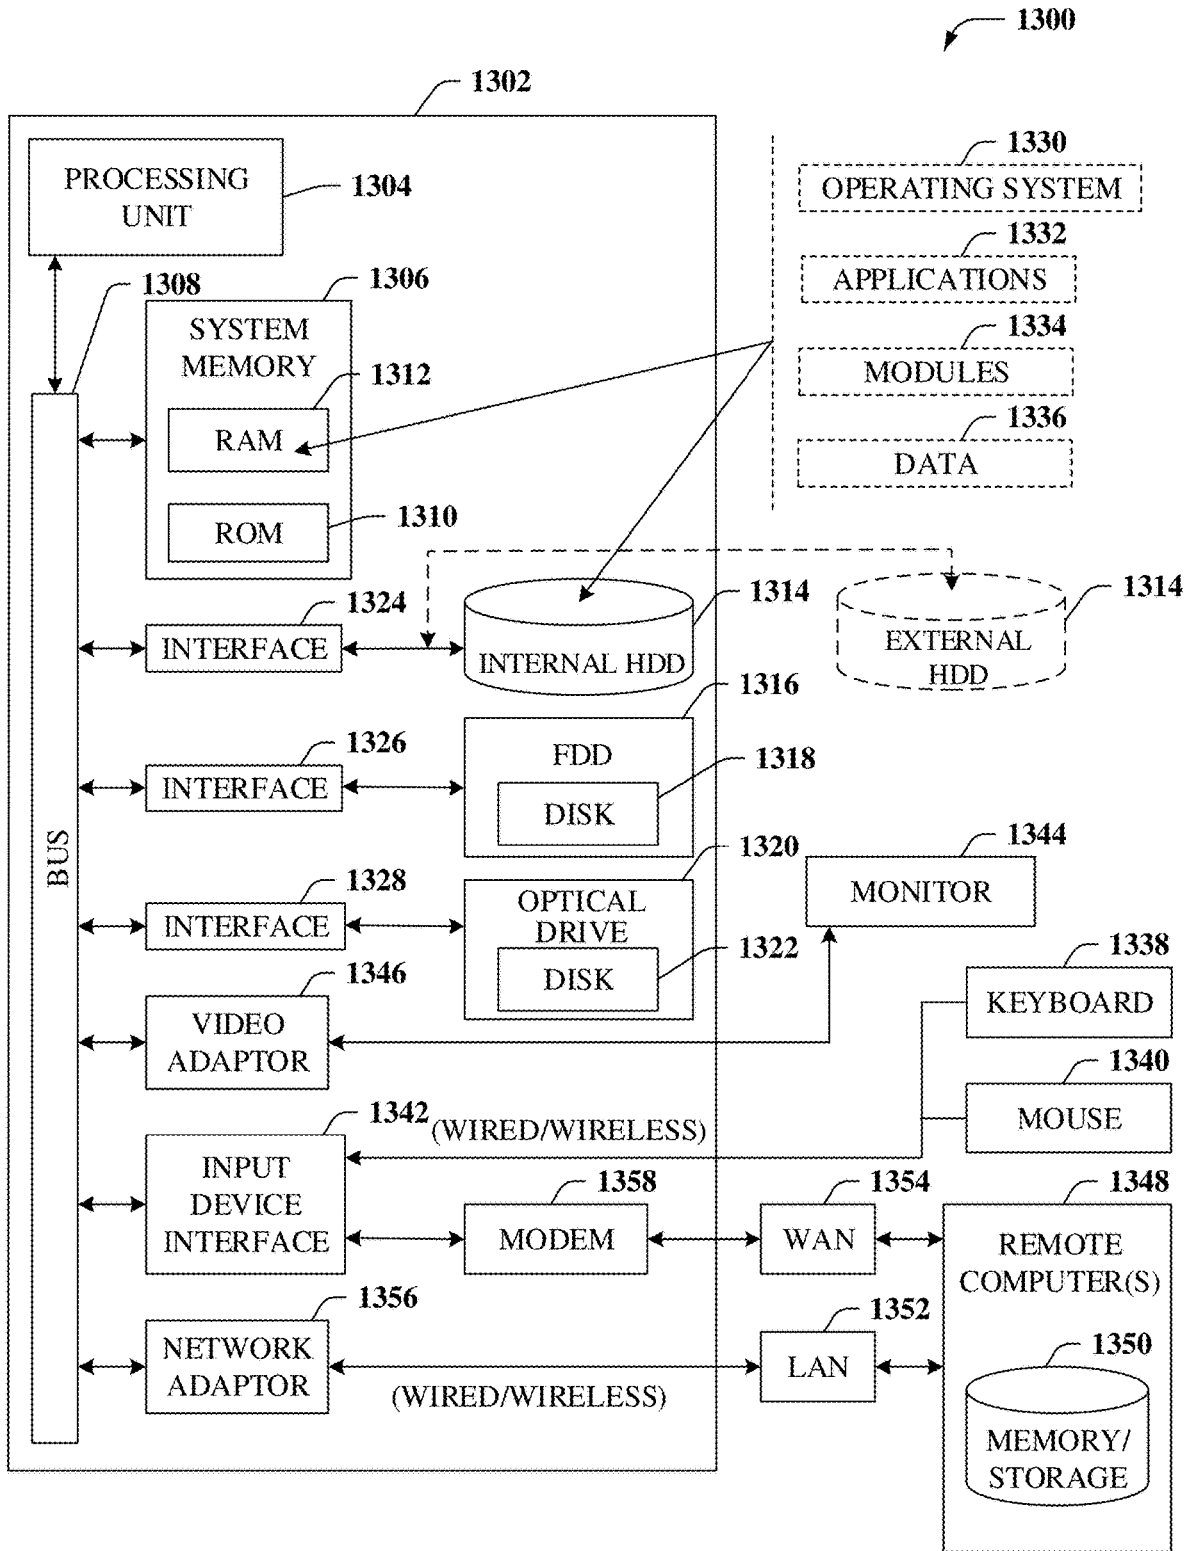 1300
1302
PROCESSING
UNIT
1304
1308
1306
SYSTEM
MEMORY
1312
RAM
1310
ROM
1330
OPERATING SYSTEM
1332
APPLICATIONS
1334
MODULES
1336
DATA
1324
INTERFACE
1314
INTERNAL HDD
1314
EXTERNAL
HDD
1316
1326
INTERFACE
FDD
1318
DISK
BUS
1328
INTERFACE
1320
OPTICAL
DRIVE
1322
DISK
1344
MONITOR
1346
VIDEO
ADAPTOR
1338
KEYBOARD
1340
MOUSE
1342
(WIRED/WIRELESS)
INPUT
DEVICE
INTERFACE
1358
MODEM
1354
WAN
1348
REMOTE
COMPUTER(S)
1356
NETWORK
ADAPTOR
(WIRED/WIRELESS)
1352
LAN
1350
MEMORY/
STORAGE